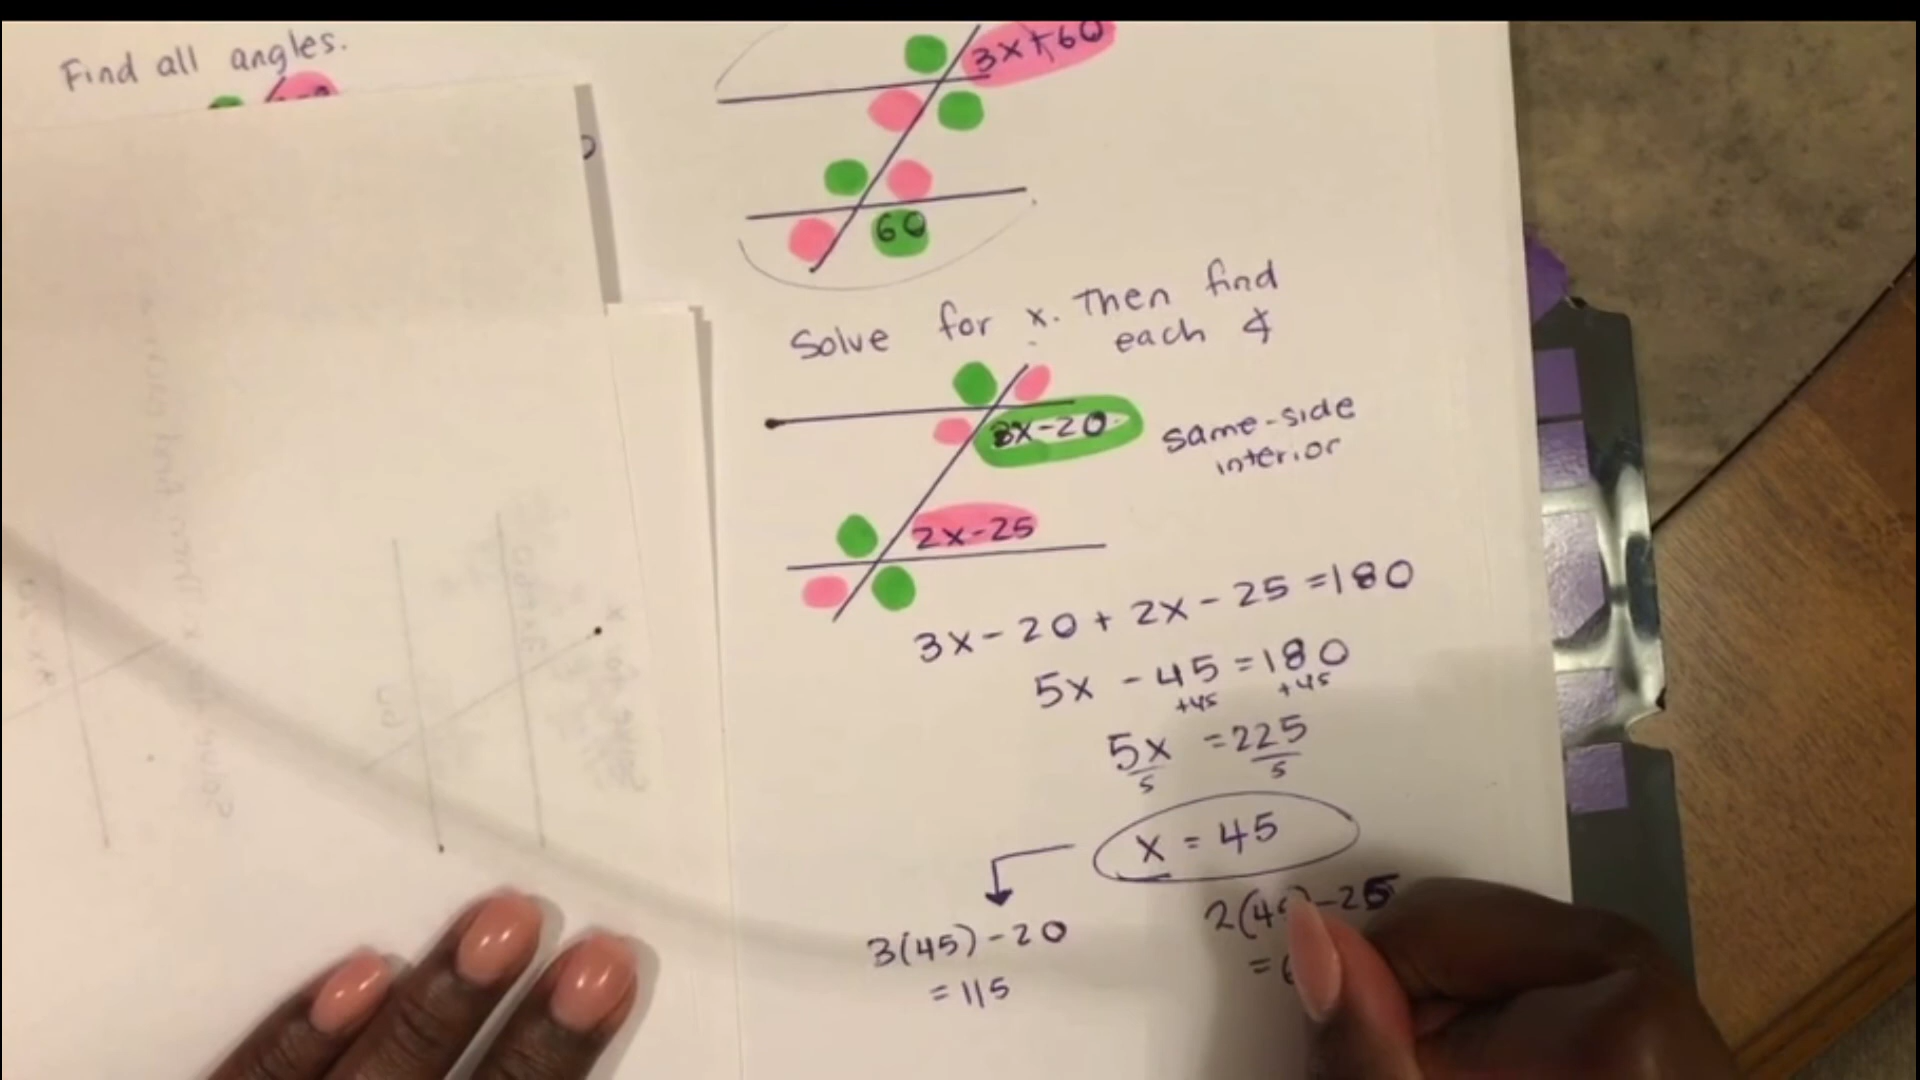 Find all angles.
3x+60
60
Solve for x. Then find
each ∡
3x-20
same-side
interior
2x-25
3x-20+2x-25=180
5x-45=180
+45 +45
5x=225
5 5
x=45
3(45)-20
=115
-25
=